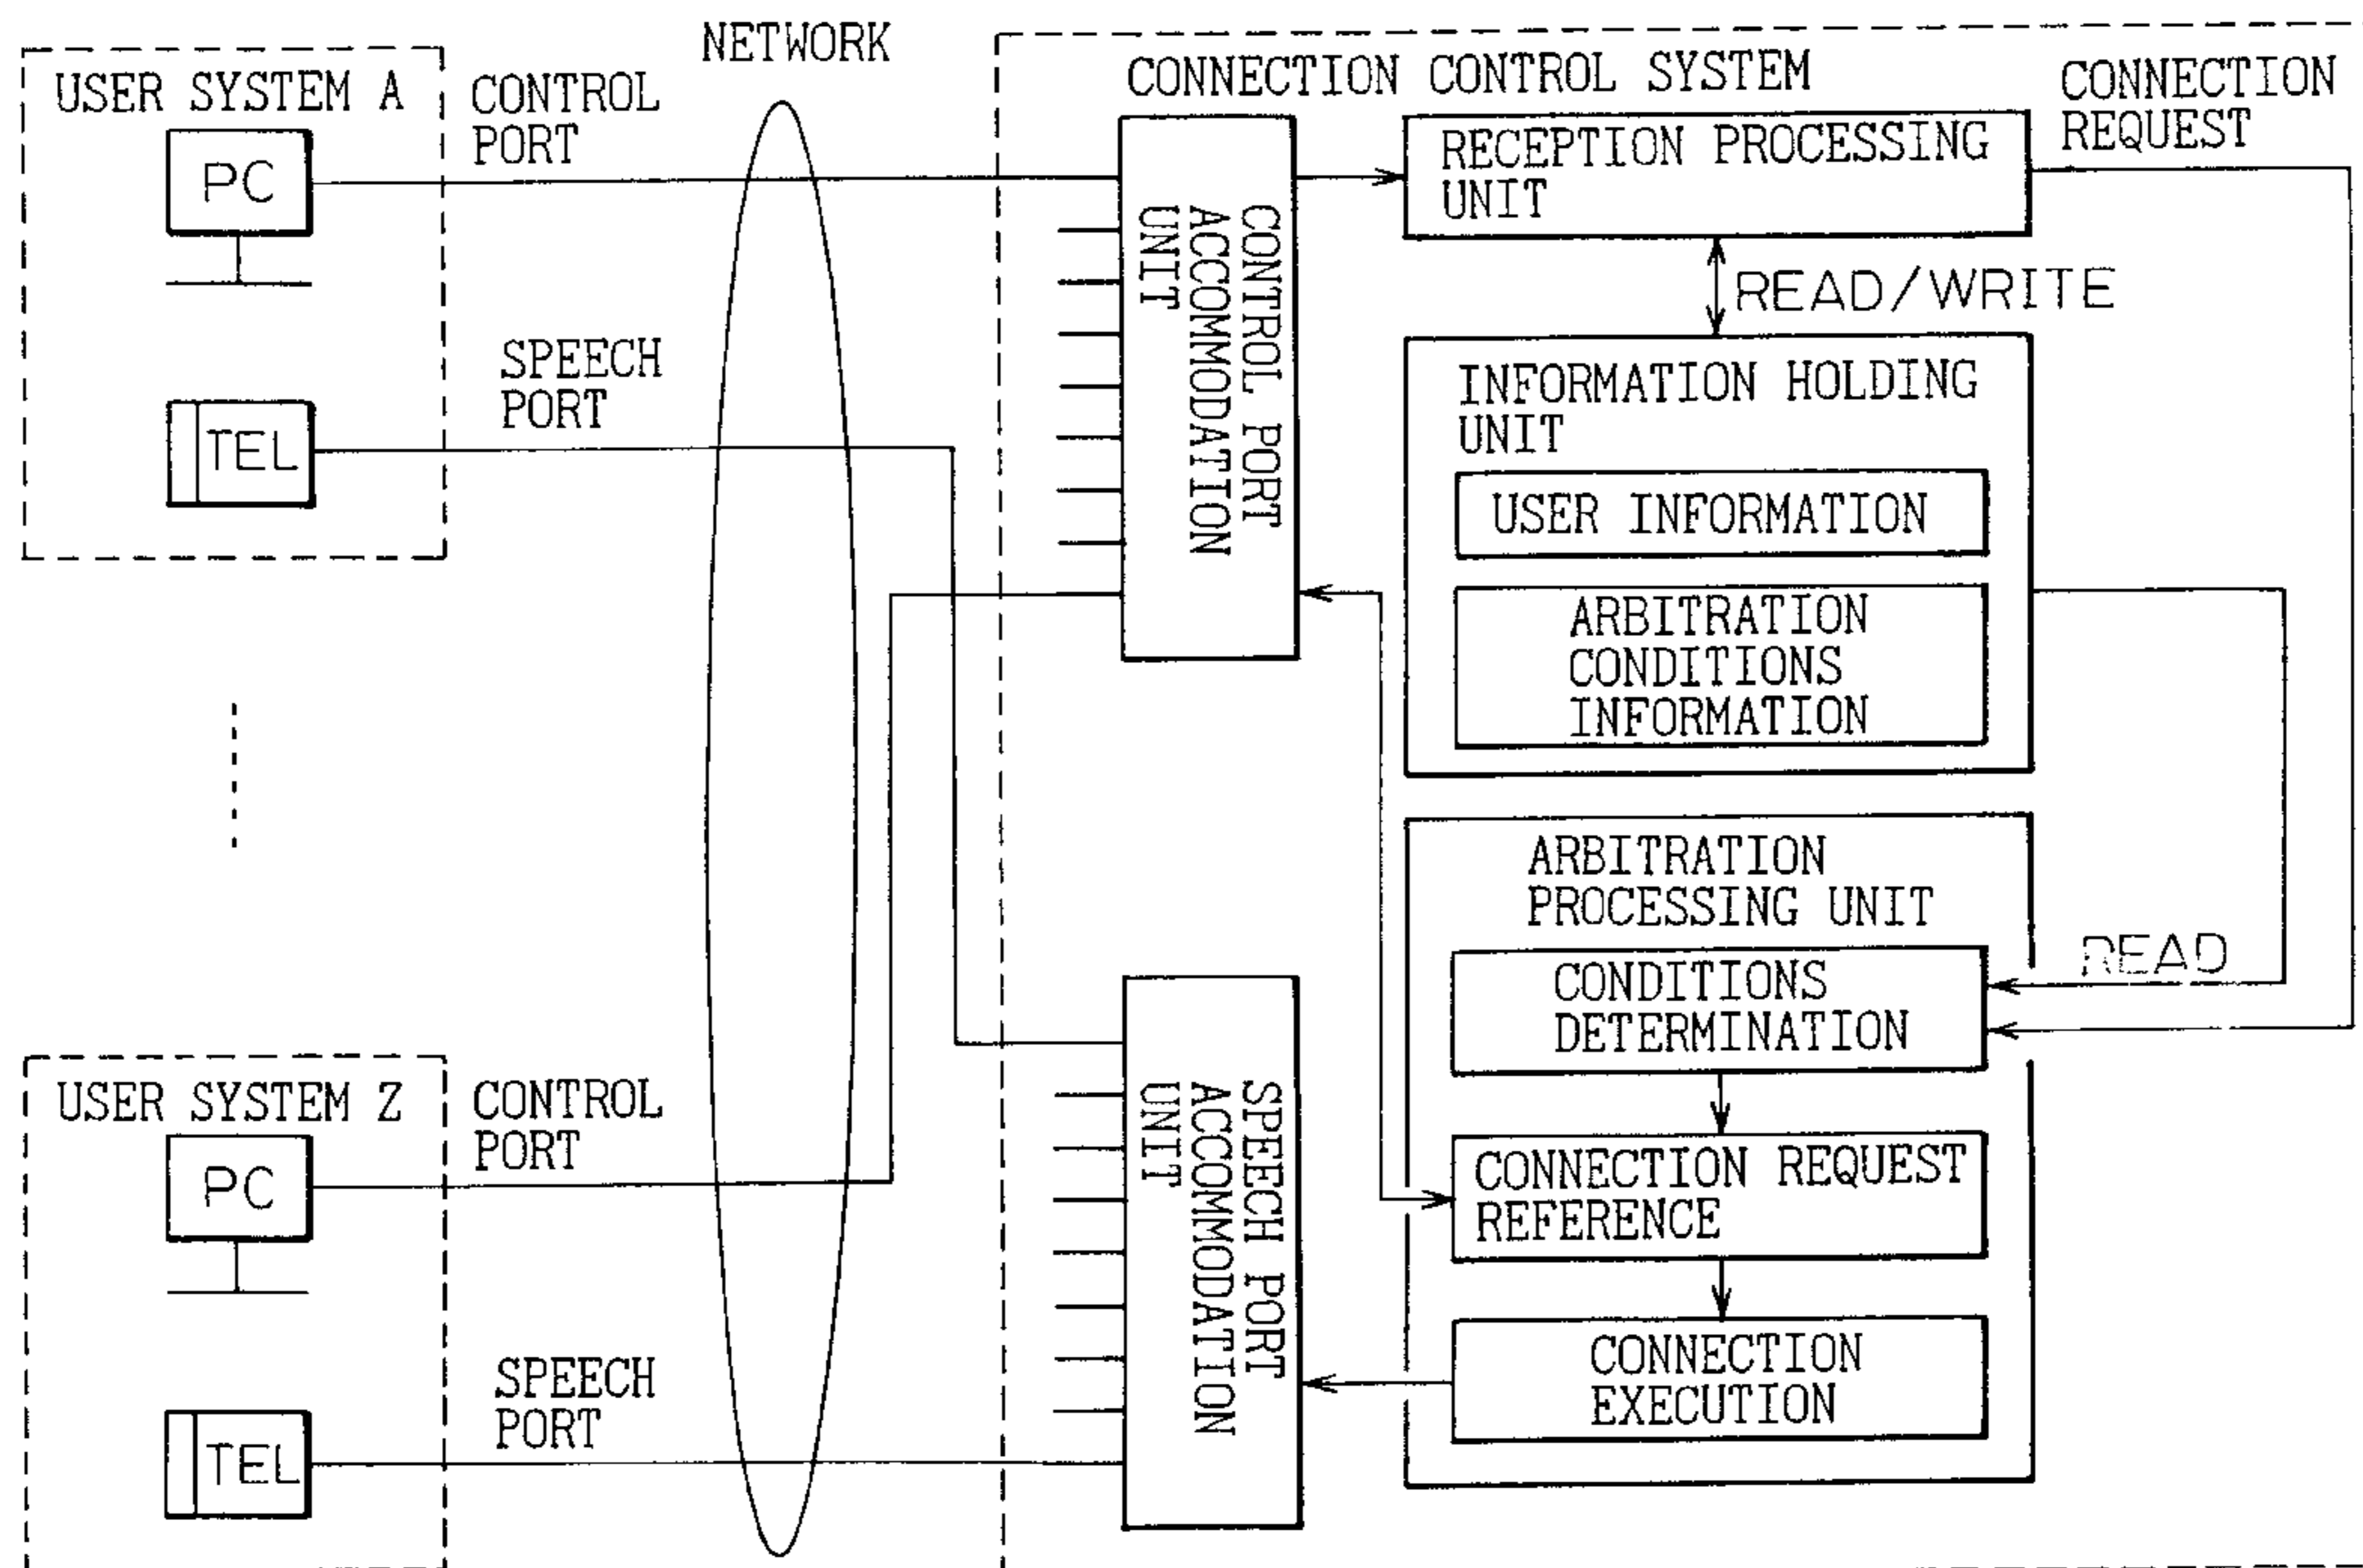 NETWORK
USER SYSTEM A
CONTROL
PORT
PC
SPEECH
PORT
TEL
USER SYSTEM Z
CONTROL
PORT
PC
SPEECH
PORT
TEL
CONNECTION CONTROL SYSTEM
CONTROL PORT
ACCOMODATION
UNIT
SPEECH PORT
ACCOMMODATION
UNIT
RECEPTION PROCESSING
UNIT
CONNECTION
REQUEST
READ/WRITE
INFORMATION HOLDING
UNIT
USER INFORMATION
ARBITRATION
CONDITIONS
INFORMATION
ARBITRATION
PROCESSING UNIT
READ
CONDITIONS
DETERMINATION
CONNECTION REQUEST
REFERENCE
CONNECTION
EXECUTION